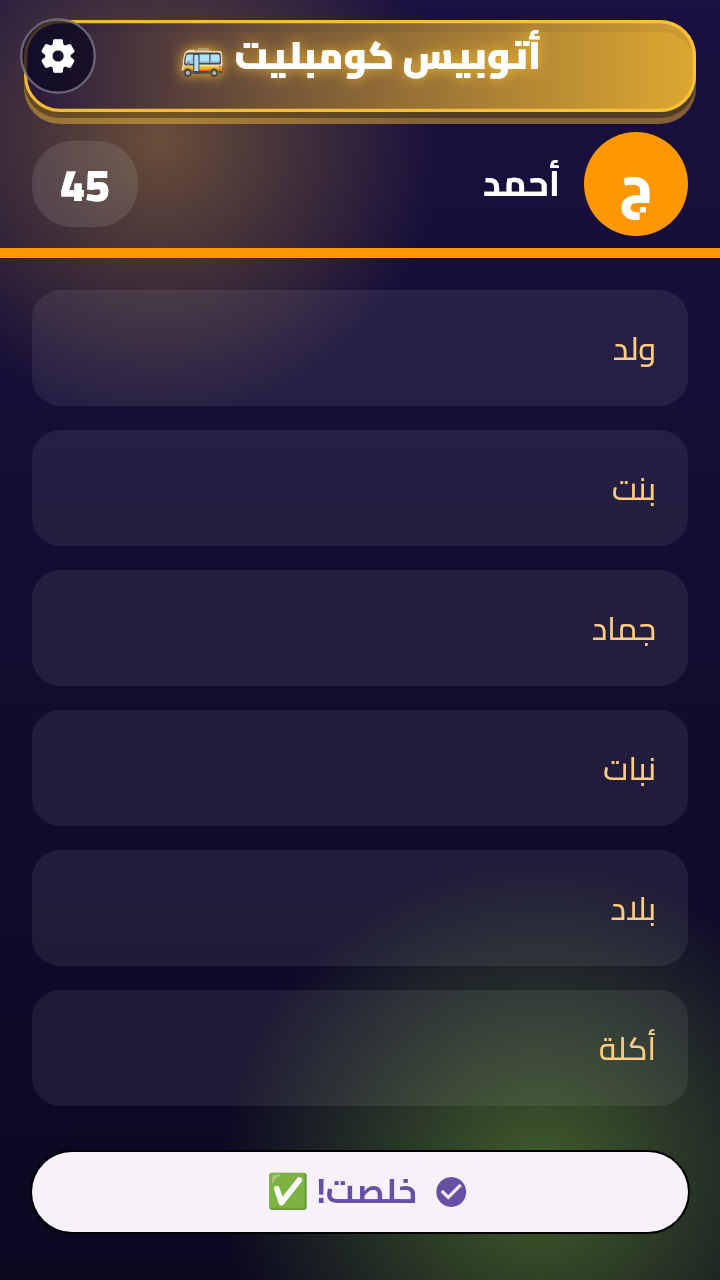 أتوبيس كومبليت 🚌
ج
أحمد
45
ولد
بنت
جماد
نبات
بلاد
أكلة
خلصت! ✅